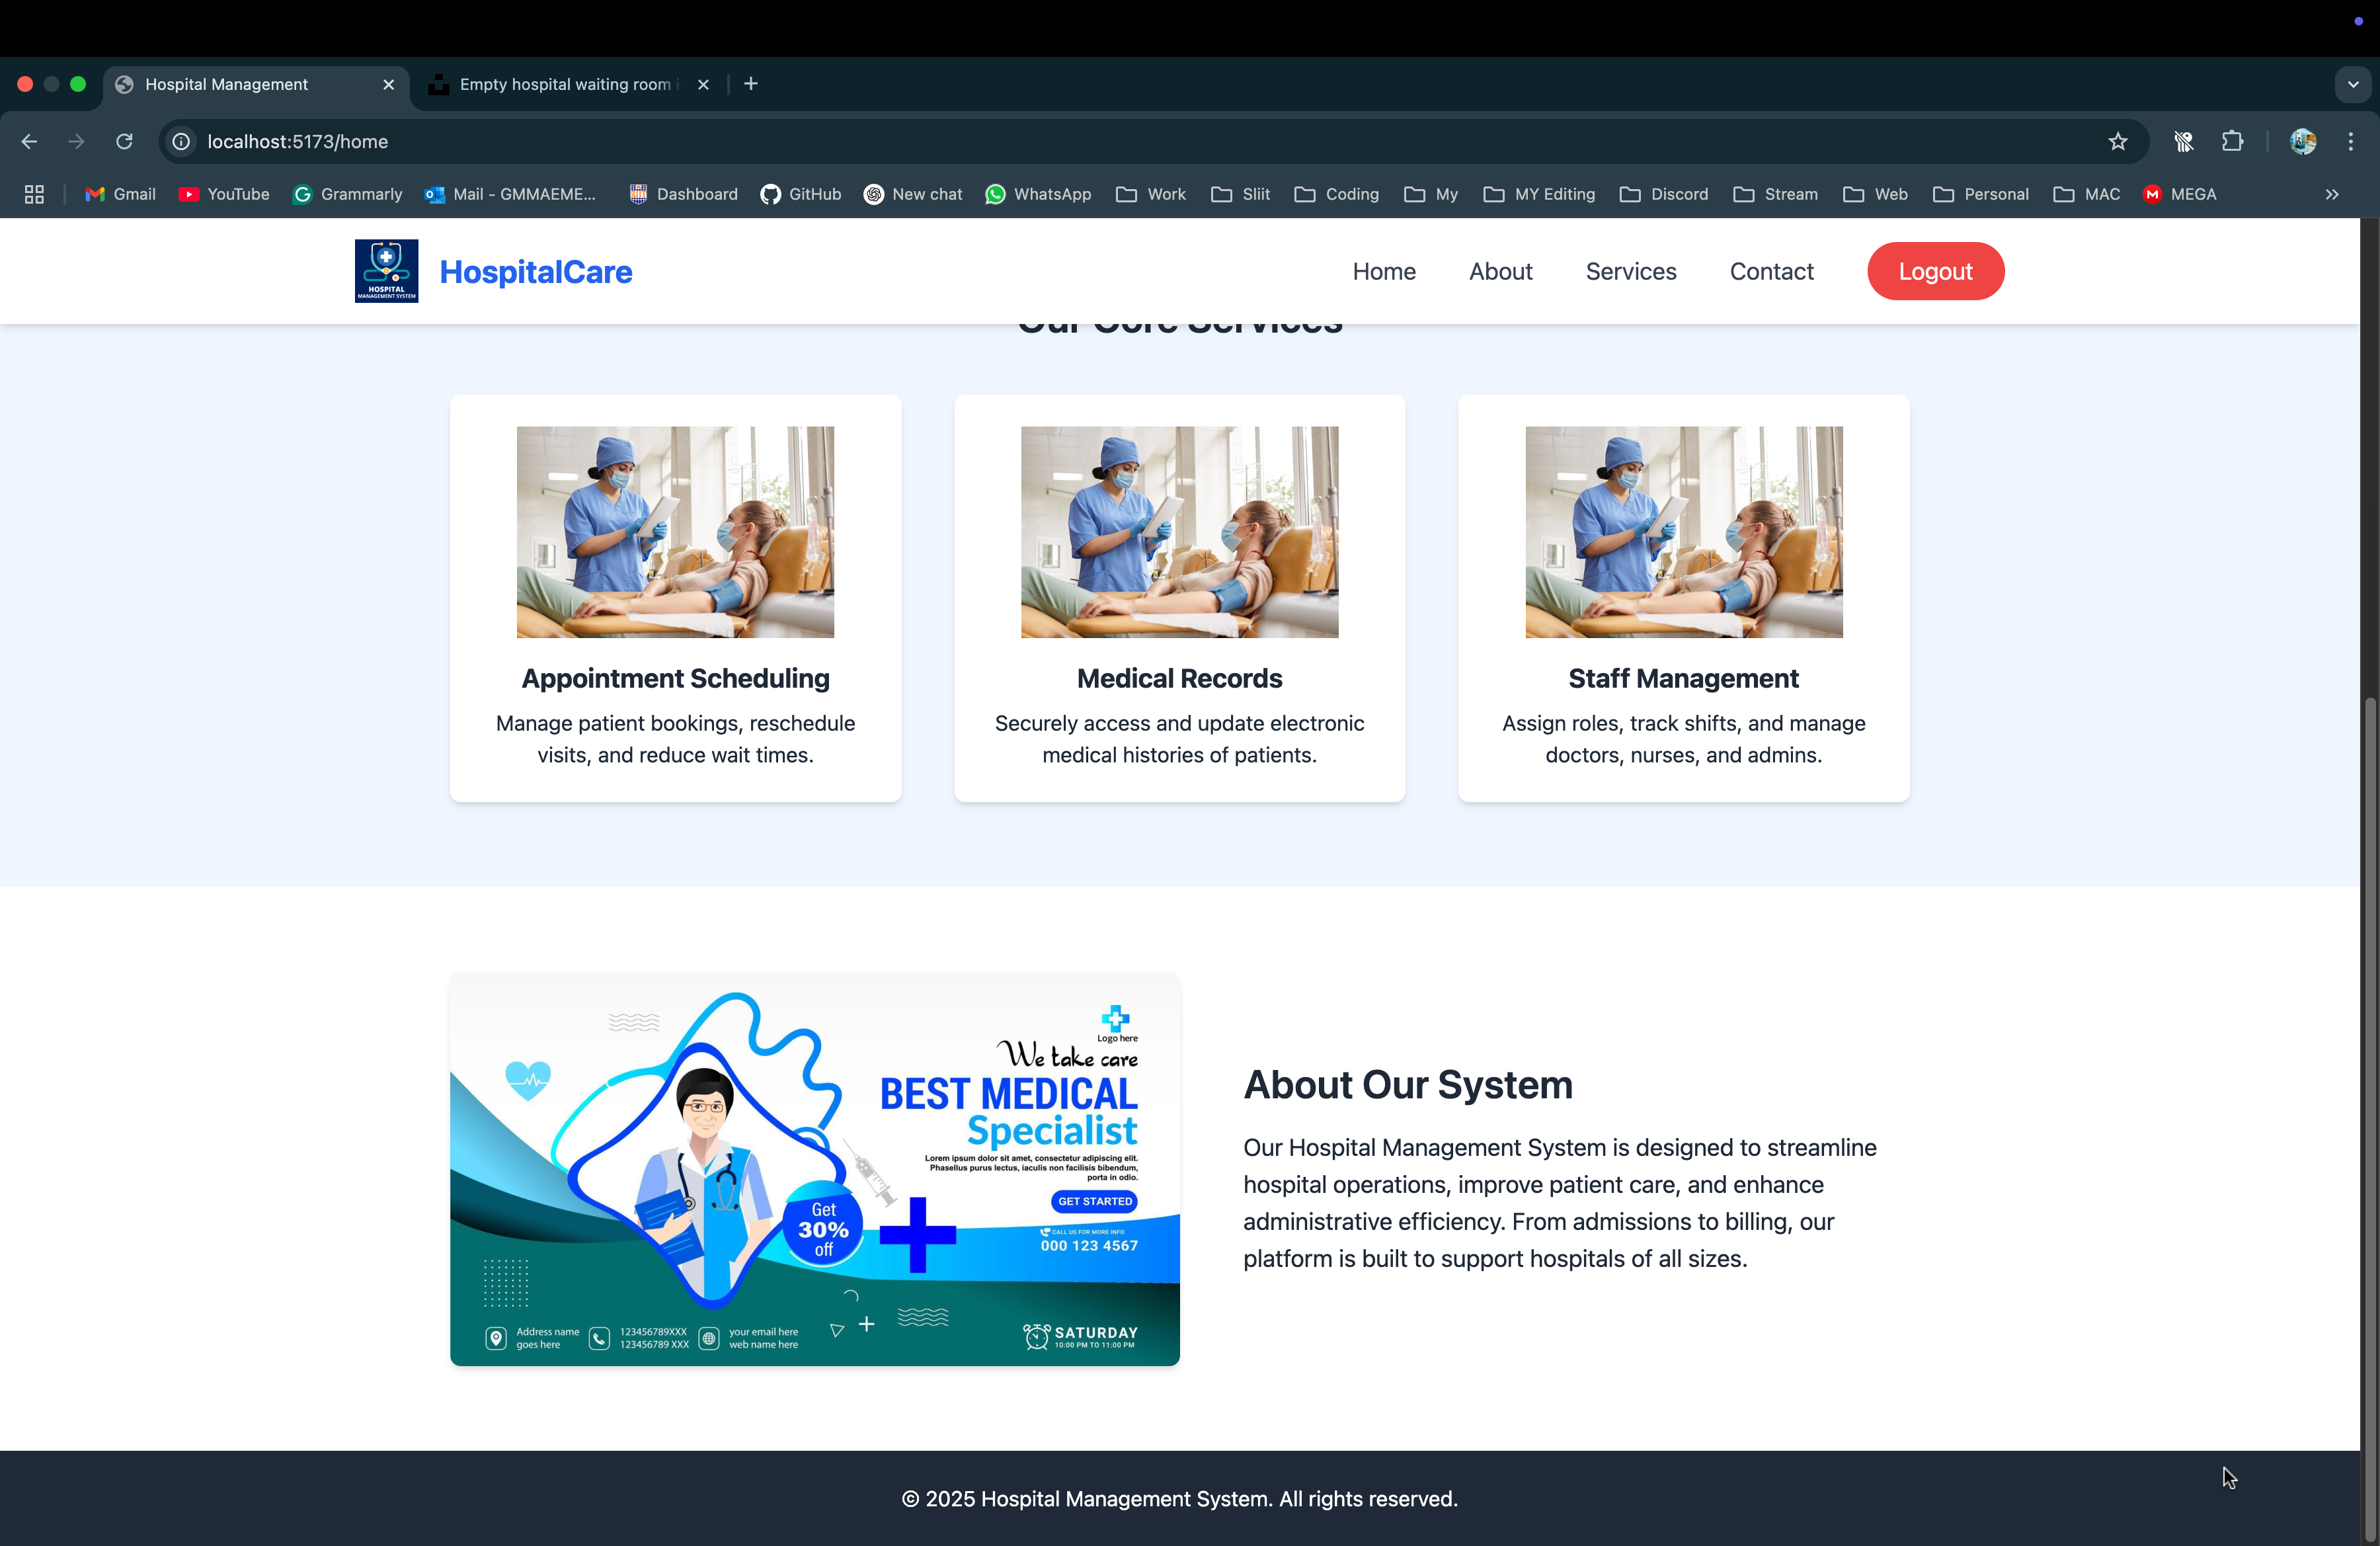 Hospital Management
Empty hospital waiting room i
localhost:5173/home
Gmail
YouTube
Grammarly
Mail - GMMAEME...
Dashboard
GitHub
New chat
WhatsApp
Work
Sliit
Coding
My
MY Editing
Discord
Stream
Web
Personal
MAC
MEGA
HOSPITAL
MANAGEMENT SYSTEM
HospitalCare
Home
About
Services
Contact
Logout
Our Core Services
Appointment Scheduling
Manage patient bookings, reschedule
visits, and reduce wait times.
Medical Records
Securely access and update electronic
medical histories of patients.
Staff Management
Assign roles, track shifts, and manage
doctors, nurses, and admins.
Logo here
We take care
BEST MEDICAL
Specialist
Lorem ipsum dolor sit amet, consectetur adipiscing elit.
Phasellus purus lectus, iaculis non facilisis bibendum,
porta in odio.
GET STARTED
Get
30%
off
CALL US FOR MORE INFO
000 123 4567
Address name
goes here
123456789XXX
123456789 XXX
your email here
web name here
SATURDAY
10:00 PM TO 11:00 PM
About Our System
Our Hospital Management System is designed to streamline
hospital operations, improve patient care, and enhance
administrative efficiency. From admissions to billing, our
platform is built to support hospitals of all sizes.
© 2025 Hospital Management System. All rights reserved.